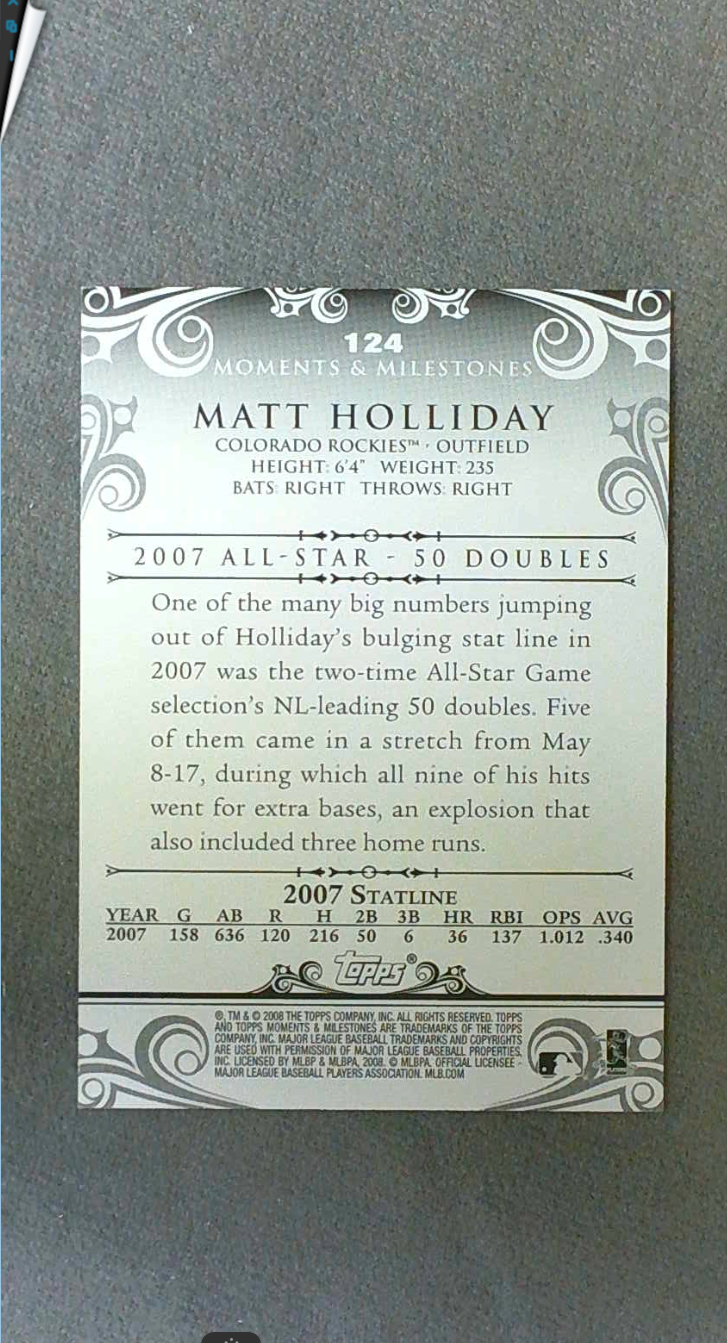 124
MOMENTS & MILESTONES
MATT HOLLIDAY
COLORADO ROCKIES™ · OUTFIELD
HEIGHT: 6'4" WEIGHT: 235
BATS: RIGHT THROWS: RIGHT
2007 ALL-STAR - 50 DOUBLES
One of the many big numbers jumping
out of Holliday's bulging stat line in
2007 was the two-time All-Star Game
selection's NL-leading 50 doubles. Five
of them came in a stretch from May
8-17, during which all nine of his hits
went for extra bases, an explosion that
also included three home runs.
2007 STATLINE
YEAR G AB R H 2B 3B HR RBI OPS AVG
2007 158 636 120 216 50 6 36 137 1.012 .340
Topps®
®, TM & © 2008 THE TOPPS COMPANY, INC. ALL RIGHTS RESERVED. TOPPS
AND TOPPS MOMENTS & MILESTONES ARE TRADEMARKS OF THE TOPPS
COMPANY, INC. MAJOR LEAGUE BASEBALL TRADEMARKS AND COPYRIGHTS
ARE USED WITH PERMISSION OF MAJOR LEAGUE BASEBALL PROPERTIES,
INC. LICENSED BY MLBP & MLBPA, 2008. © MLBPA. OFFICIAL LICENSEE -
MAJOR LEAGUE BASEBALL PLAYERS ASSOCIATION. MLB.COM